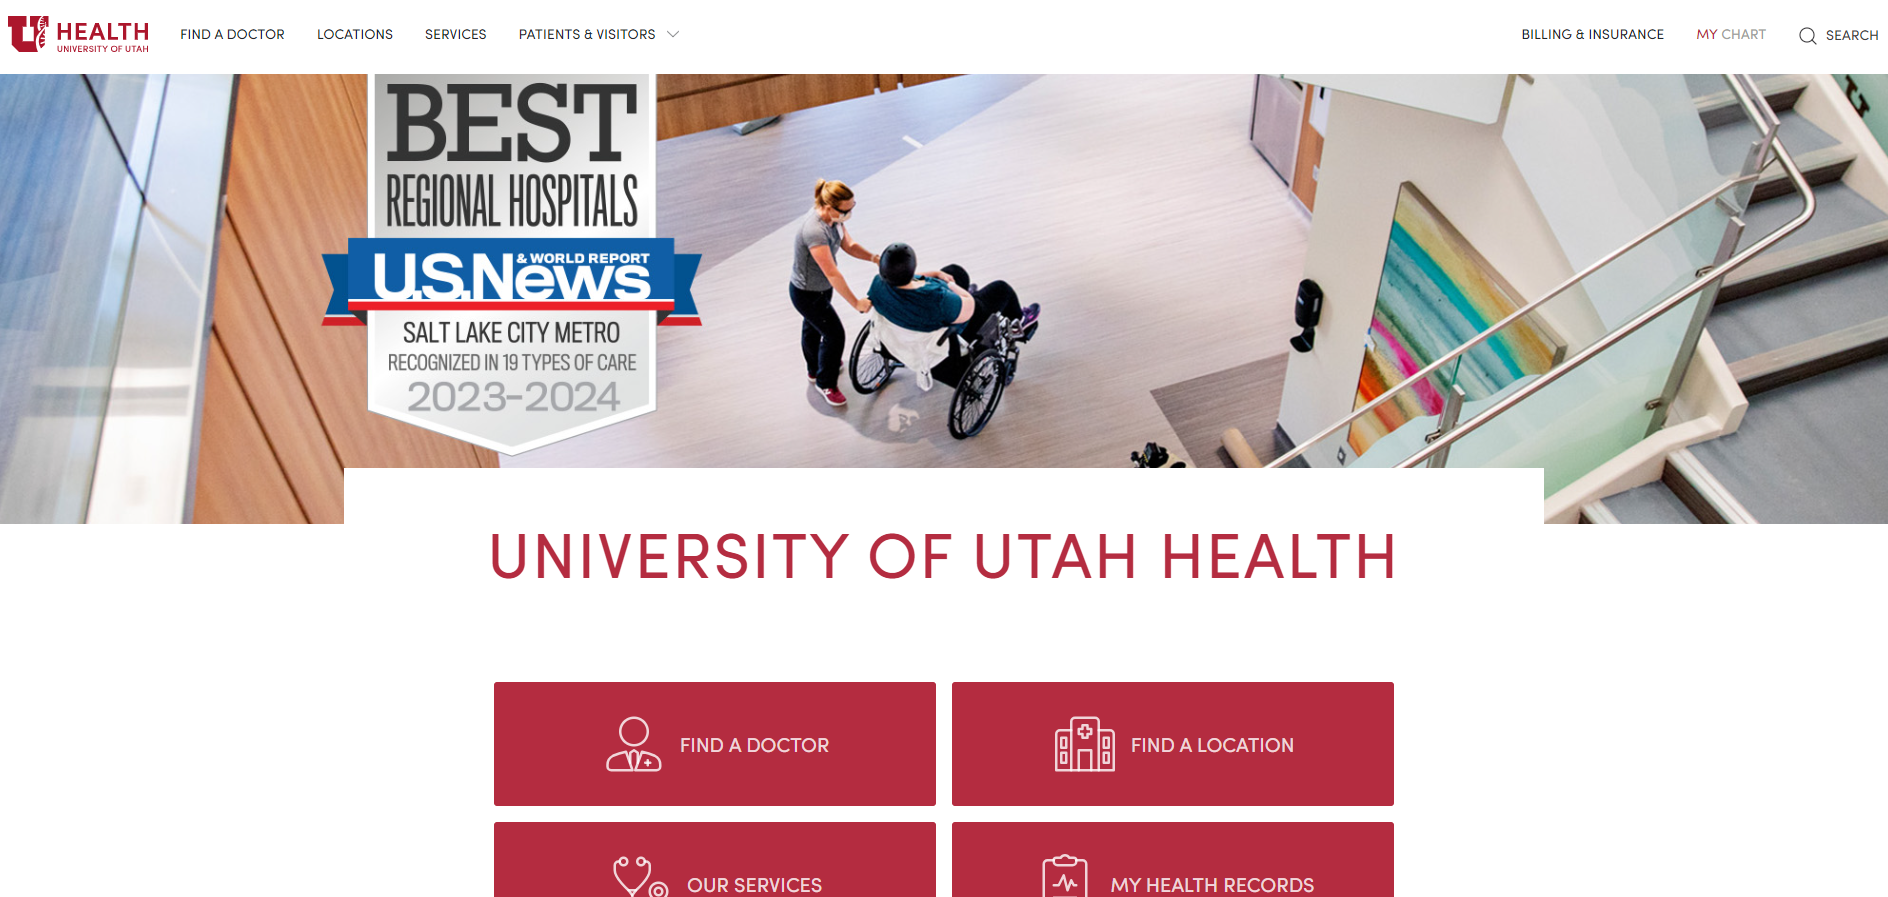 HEALTH
UNIVERSITY OF UTAH
FIND A DOCTOR
LOCATIONS
SERVICES
PATIENTS & VISITORS
BILLING & INSURANCE
MY CHART
SEARCH
BEST
REGIONAL HOSPITALS
U.S. News & WORLD REPORT
SALT LAKE CITY METRO
RECOGNIZED IN 19 TYPES OF CARE
2023-2024
UNIVERSITY OF UTAH HEALTH
FIND A DOCTOR
FIND A LOCATION
OUR SERVICES
MY HEALTH RECORDS